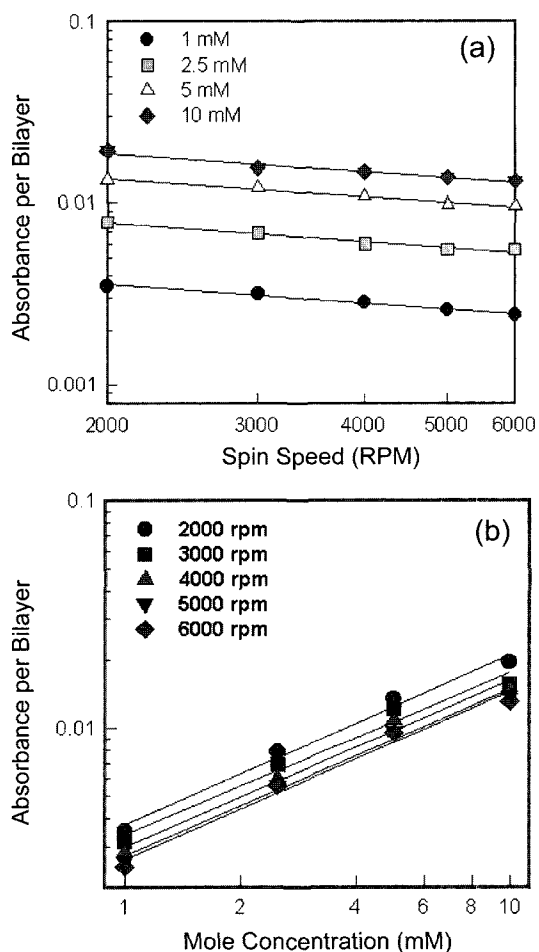 0.1
(a)
1 mM
2.5 mM
5 mM
10 mM
Absorbance per Bilayer
0.01
0.001
2000 3000 4000 5000 6000
Spin Speed (RPM)
0.1
(b)
2000 rpm
3000 rpm
4000 rpm
5000 rpm
6000 rpm
Absorbance per Bilayer
0.01
1 2 4 6 8 10
Mole Concentration (mM)